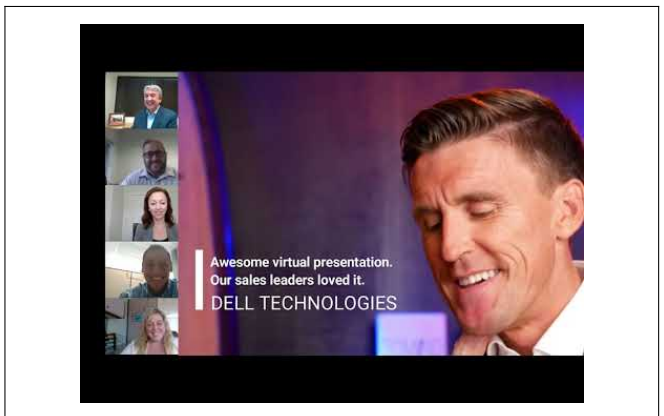 Awesome virtual presentation.
Our sales leaders loved it.
DELL TECHNOLOGIES